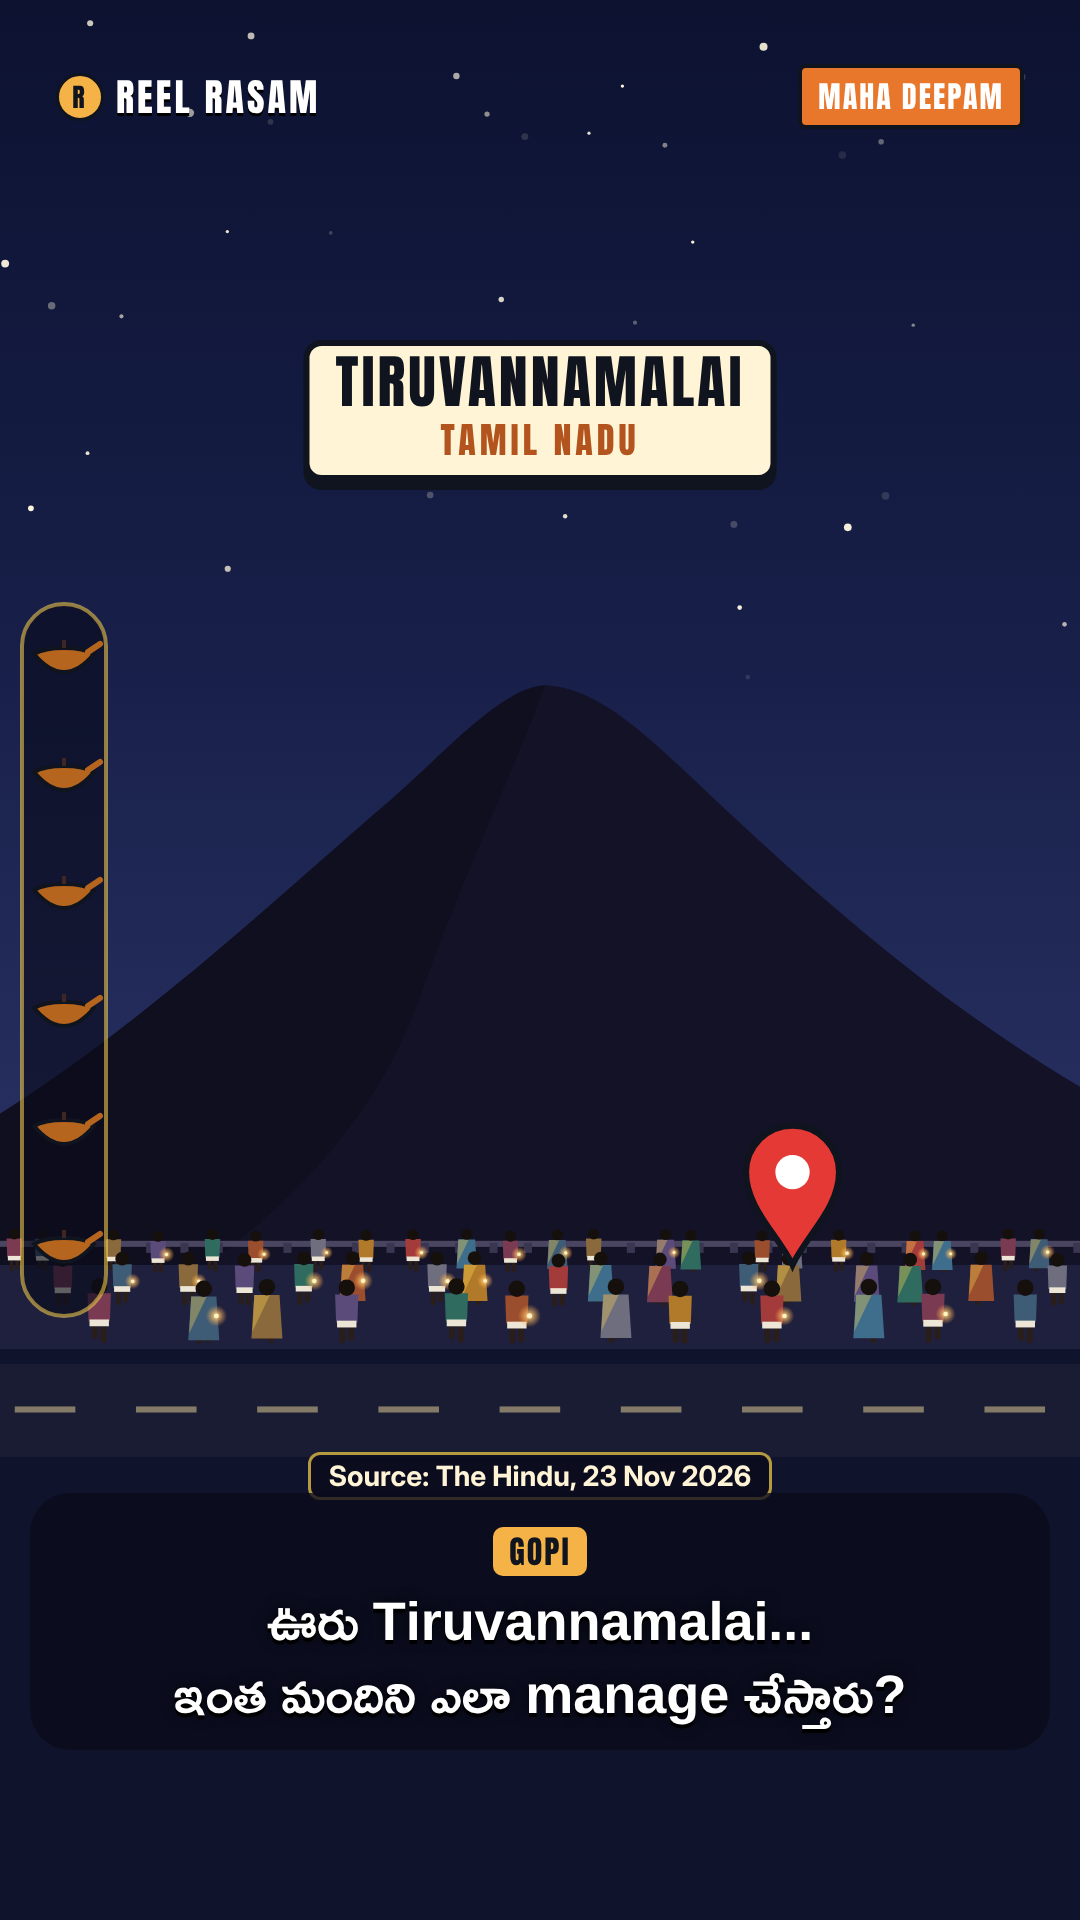 R REEL RASAM
MAHA DEEPAM
TIRUVANNAMALAI
TAMIL NADU
Source: The Hindu, 23 Nov 2026
GOPI
ఊరు Tiruvannamalai...
ఇంత మందిని ఎలా manage చేస్తారు?